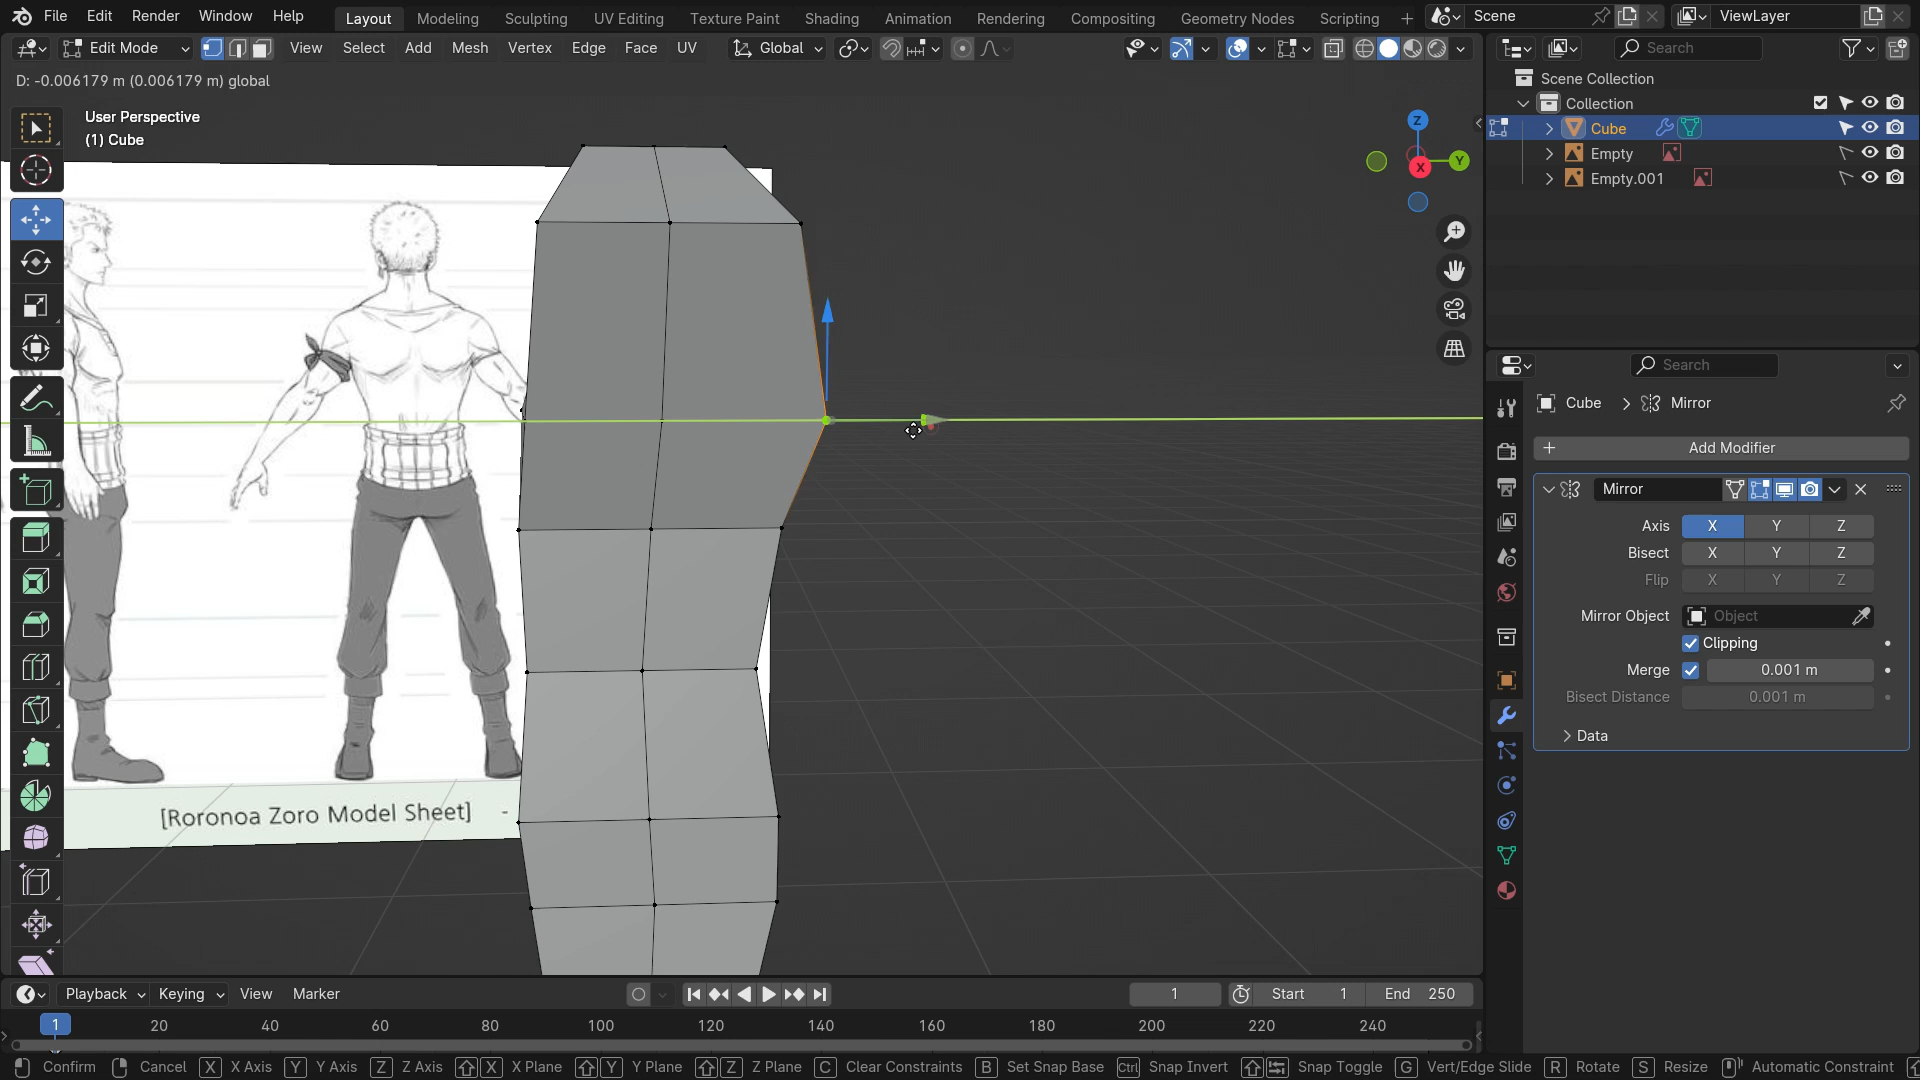 File Edit Render Window Help Layout Modeling Sculpting UV Editing Texture Paint Shading Animation Rendering Compositing Geometry Nodes Scripting + Scene ViewLayer
Edit Mode View Select Add Mesh Vertex Edge Face UV Global Search
D: -0.006179 m (0.006179 m) global
User Perspective
(1) Cube
Z
Y
X
[Roronoa Zoro Model Sheet] -
Scene Collection
Collection
Cube
Empty
Empty.001
Search
Cube > Mirror
+ Add Modifier
Mirror
Axis X Y Z
Bisect X Y Z
Flip X Y Z
Mirror Object Object
Clipping
Merge 0.001 m
Bisect Distance 0.001 m
Data
Playback Keying View Marker 1 Start 1 End 250
1 20 40 60 80 100 120 140 160 180 200 220 240
Confirm Cancel X X Axis Y Y Axis Z Z Axis X X Plane Y Y Plane Z Z Plane C Clear Constraints B Set Snap Base Ctrl Snap Invert Snap Toggle G Vert/Edge Slide R Rotate S Resize Automatic Constraint